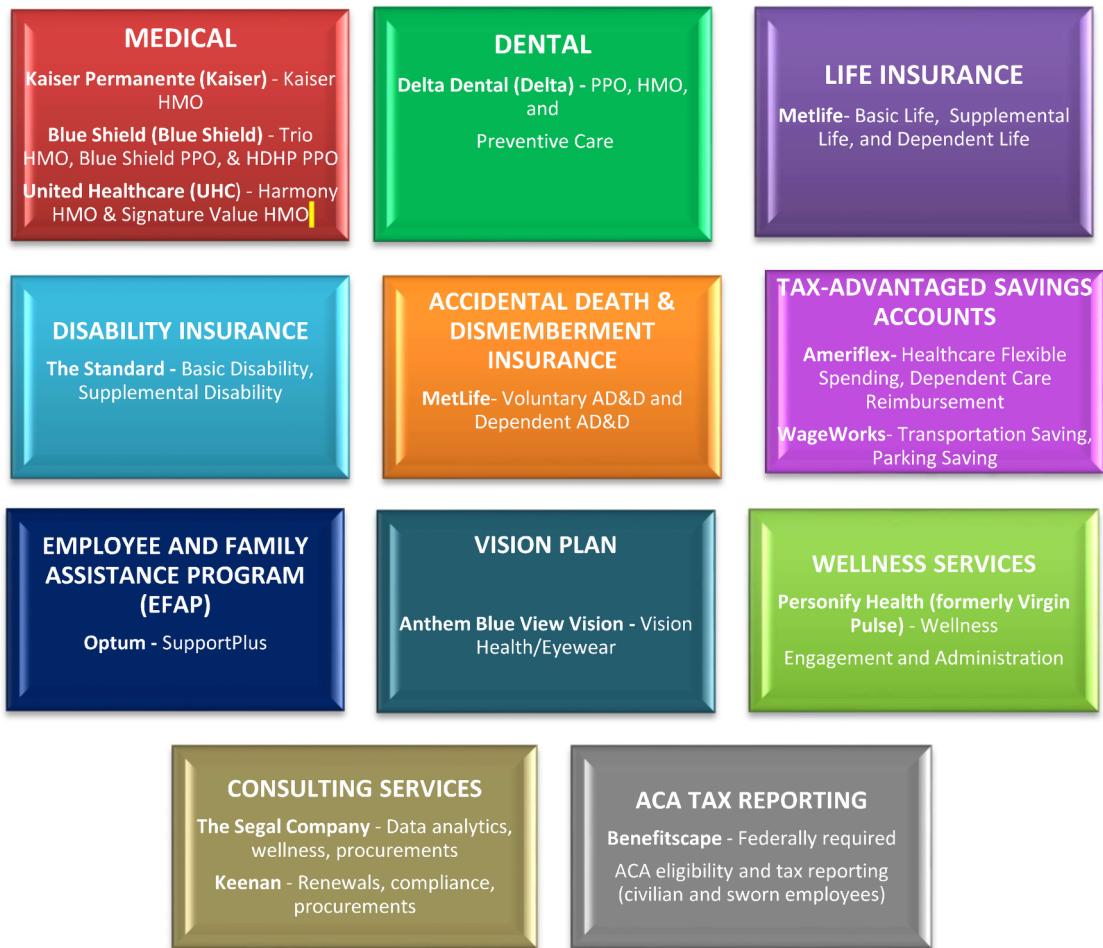 MEDICAL
Kaiser Permanente (Kaiser) - Kaiser
HMO
Blue Shield (Blue Shield) - Trio
HMO, Blue Shield PPO, & HDHP PPO
United Healthcare (UHC) - Harmony
HMO & Signature Value HMO
DENTAL
Delta Dental (Delta) - PPO, HMO,
and
Preventive Care
LIFE INSURANCE
Metlife- Basic Life, Supplemental
Life, and Dependent Life
DISABILITY INSURANCE
The Standard - Basic Disability,
Supplemental Disability
ACCIDENTAL DEATH &
DISMEMBERMENT
INSURANCE
MetLife- Voluntary AD&D and
Dependent AD&D
TAX-ADVANTAGED SAVINGS
ACCOUNTS
Ameriflex- Healthcare Flexible
Spending, Dependent Care
Reimbursement
WageWorks- Transportation Saving,
Parking Saving
EMPLOYEE AND FAMILY
ASSISTANCE PROGRAM
(EFAP)
Optum - SupportPlus
VISION PLAN
Anthem Blue View Vision - Vision
Health/Eyewear
WELLNESS SERVICES
Personify Health (formerly Virgin
Pulse) - Wellness
Engagement and Administration
CONSULTING SERVICES
The Segal Company - Data analytics,
wellness, procurements
Keenan - Renewals, compliance,
procurements
ACA TAX REPORTING
Benefitscape - Federally required
ACA eligibility and tax reporting
(civilian and sworn employees)